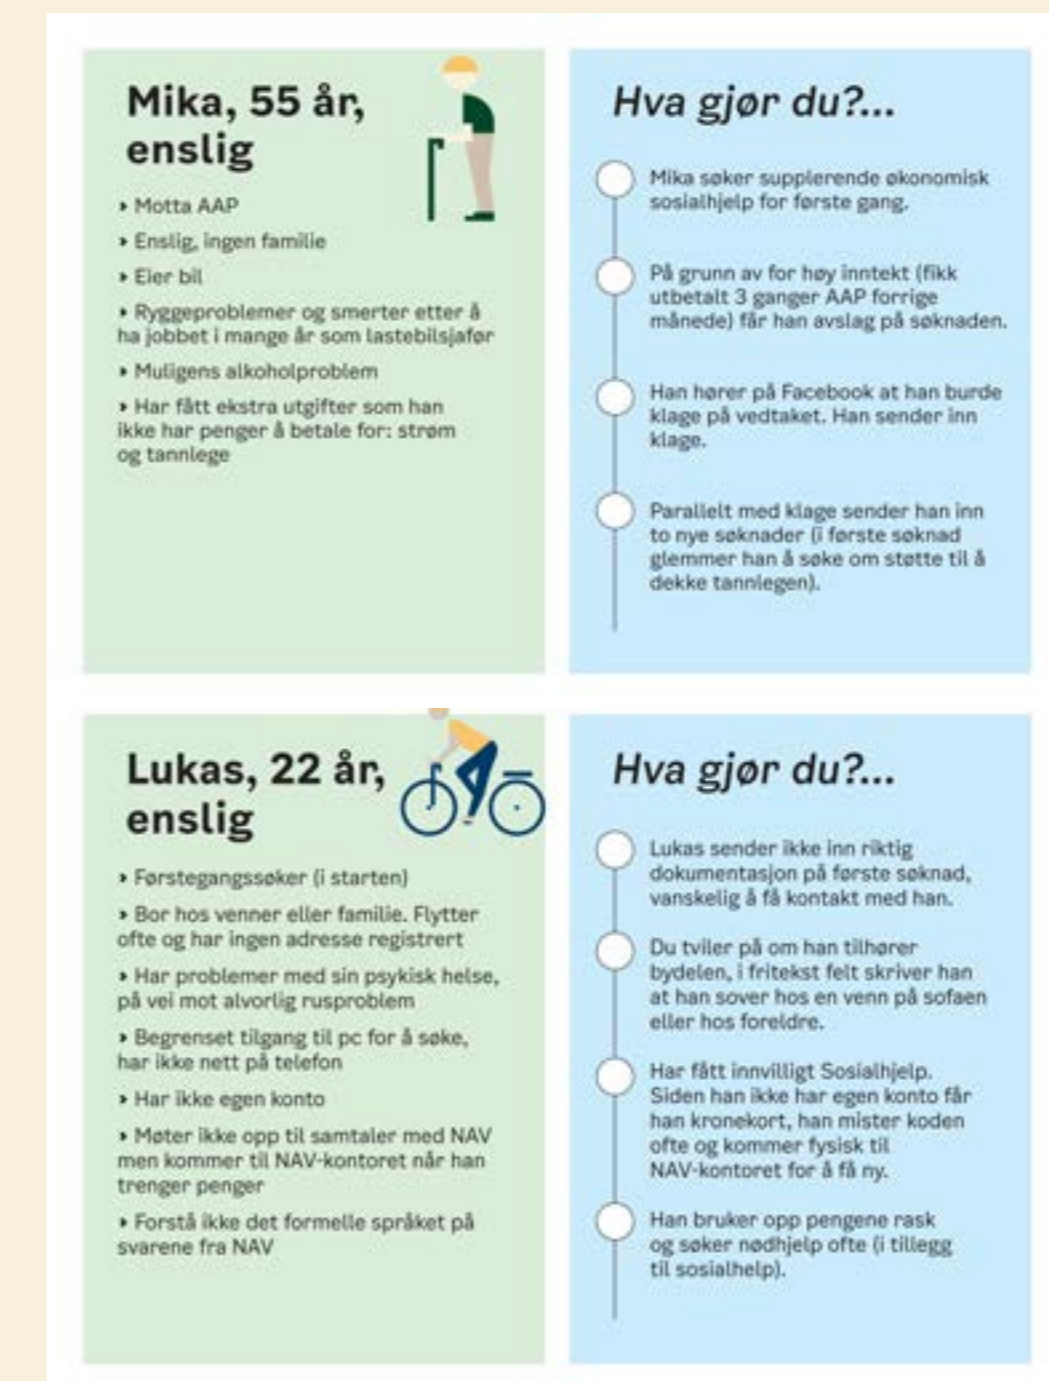 Mika, 55 år,
enslig
‣ Motta AAP
‣ Enslig, ingen familie
‣ Eier bil
‣ Ryggeproblemer og smerter etter å
ha jobbet i mange år som lastebilsjafør
‣ Muligens alkoholproblem
‣ Har fått ekstra utgifter som han
ikke har penger å betale for: strøm
og tannlege
Hva gjør du?...
Mika søker supplerende økonomisk
sosialhjelp for første gang.
På grunn av for høy inntekt (fikk
utbetalt 3 ganger AAP forrige
månede) får han avslag på søknaden.
Han hører på Facebook at han burde
klage på vedtaket. Han sender inn
klage.
Parallelt med klage sender han inn
to nye søknader (i første søknad
glemmer han å søke om støtte til å
dekke tannlegen).
Lukas, 22 år,
enslig
‣ Førstegangssøker (i starten)
‣ Bor hos venner eller familie. Flytter
ofte og har ingen adresse registrert
‣ Har problemer med sin psykisk helse,
på vei mot alvorlig rusproblem
‣ Begrenset tilgang til pc for å søke,
har ikke nett på telefon
‣ Har ikke egen konto
‣ Møter ikke opp til samtaler med NAV
men kommer til NAV-kontoret når han
trenger penger
‣ Forstå ikke det formelle språket på
svarene fra NAV
Hva gjør du?...
Lukas sender ikke inn riktig
dokumentasjon på første søknad,
vanskelig å få kontakt med han.
Du tviler på om han tilhører
bydelen, i fritekst felt skriver han
at han sover hos en venn på sofaen
eller hos foreldre.
Har fått innvilligt Sosialhjelp.
Siden han ikke har egen konto får
han kronekort, han mister koden
ofte og kommer fysisk til
NAV-kontoret for å få ny.
Han bruker opp pengene rask
og søker nødhjelp ofte (i tillegg
til sosialhelp).